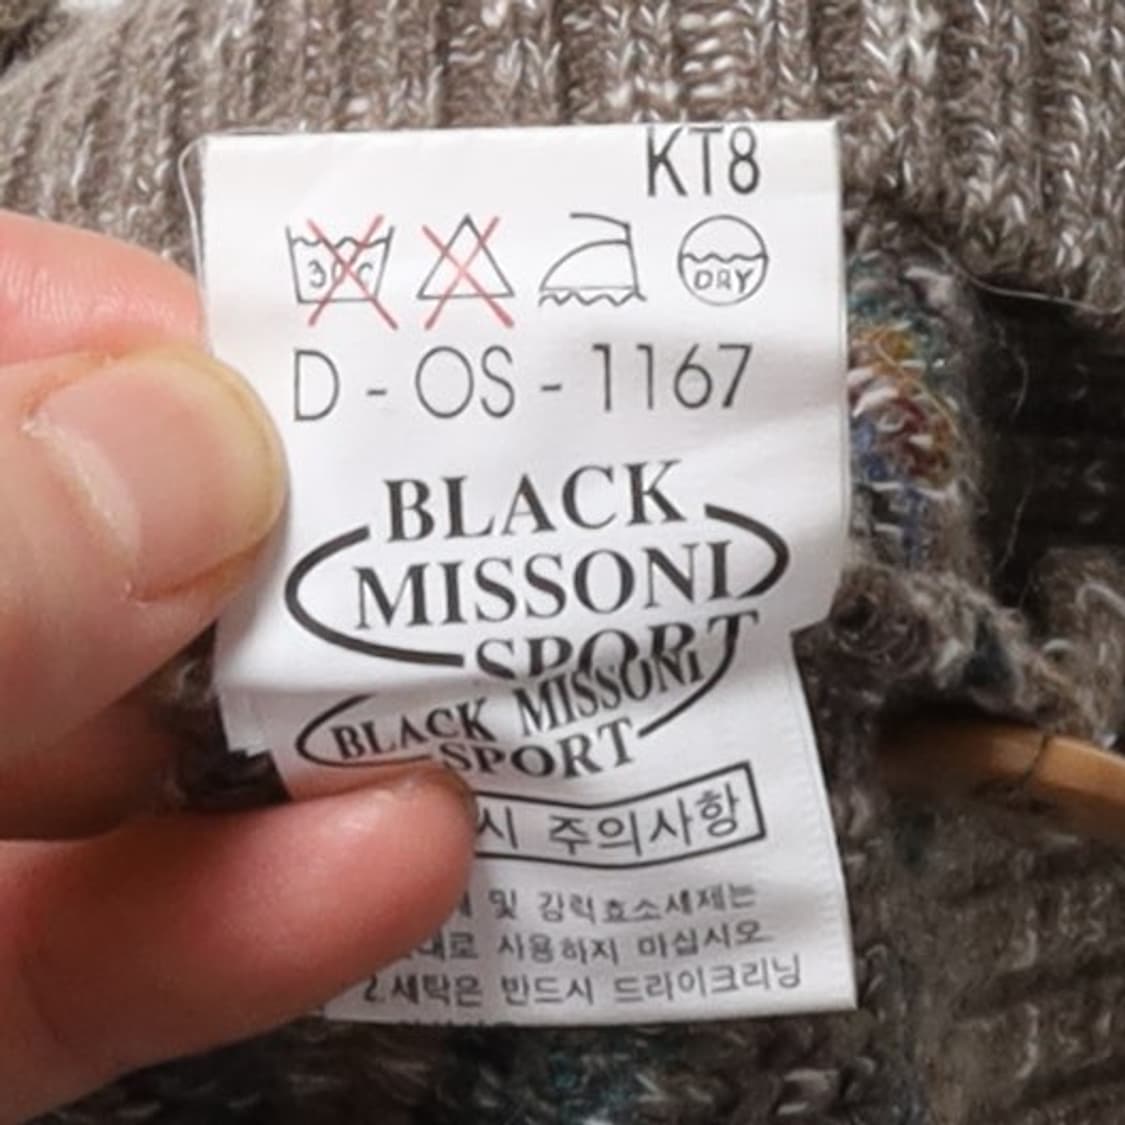 KT8
30C
DRY
D - OS - 1167
BLACK
MISSONI
SPORT
BLACK MISSONI
SPORT
시 주의사항
및 감력효소세제는
대로 사용하지 마십시오
2.세탁은 반드시 드라이크리닝